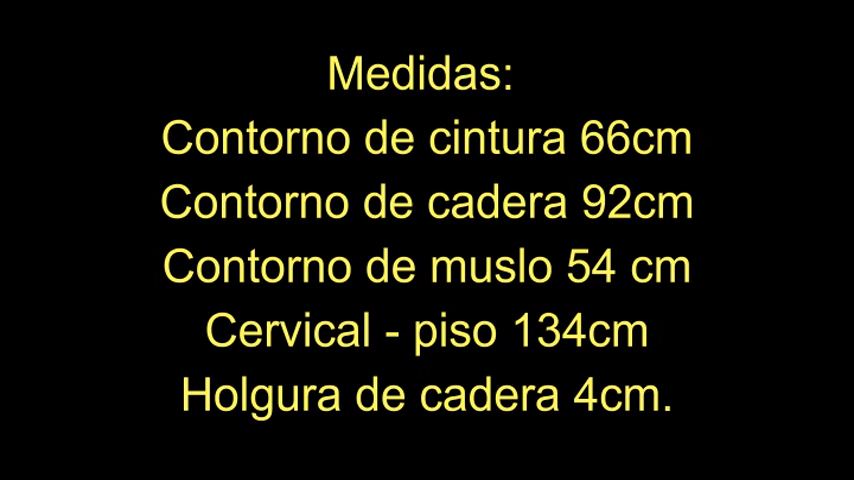 Medidas:
Contorno de cintura 66cm
Contorno de cadera 92cm
Contorno de muslo 54 cm
Cervical - piso 134cm
Holgura de cadera 4cm.